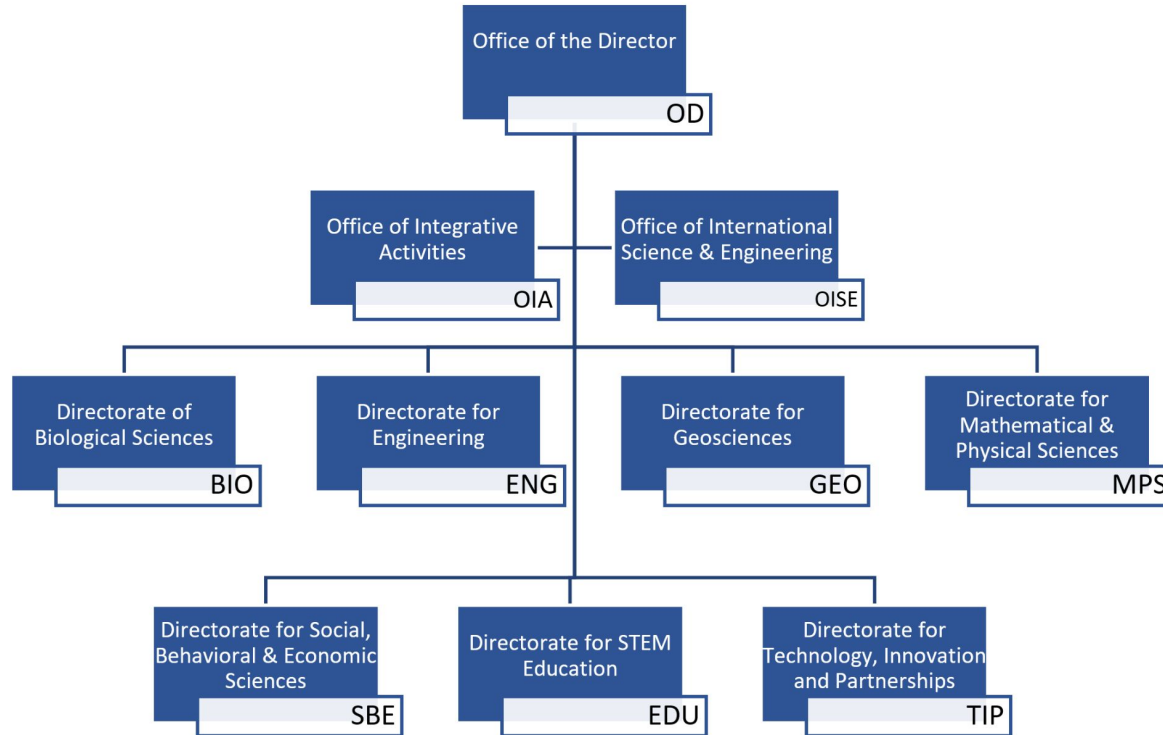 Office of the Director
OD
Office of Integrative
Activities
OIA
Office of International
Science & Engineering
OISE
Directorate of
Biological Sciences
BIO
Directorate for
Engineering
ENG
Directorate for
Geosciences
GEO
Directorate for
Mathematical &
Physical Sciences
MPS
Directorate for Social,
Behavioral & Economic
Sciences
SBE
Directorate for STEM
Education
EDU
Directorate for
Technology, Innovation
and Partnerships
TIP